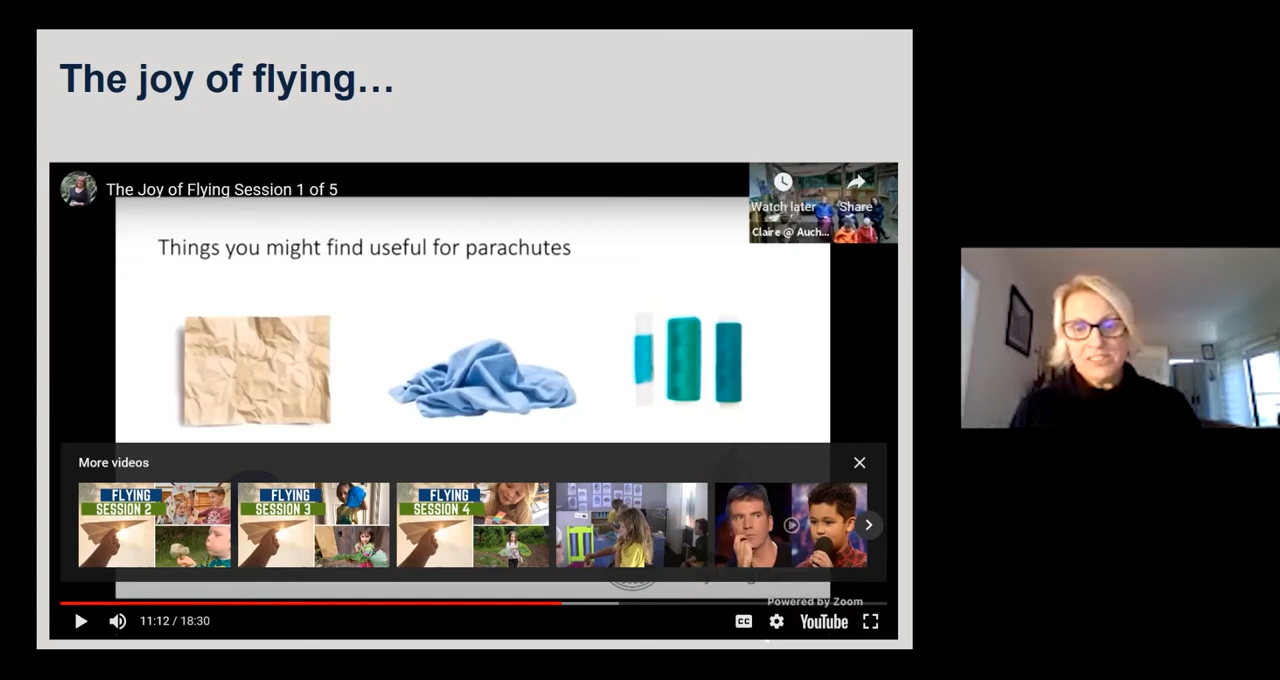 The joy of flying...
The Joy of Flying Session 1 of 5
Watch later
Share
Claire @ Auch...
Things you might find useful for parachutes
More videos
FLYING
SESSION 2
FLYING
SESSION 3
FLYING
SESSION 4
Powered by Zoom
11:12 / 18:30
CC
YouTube